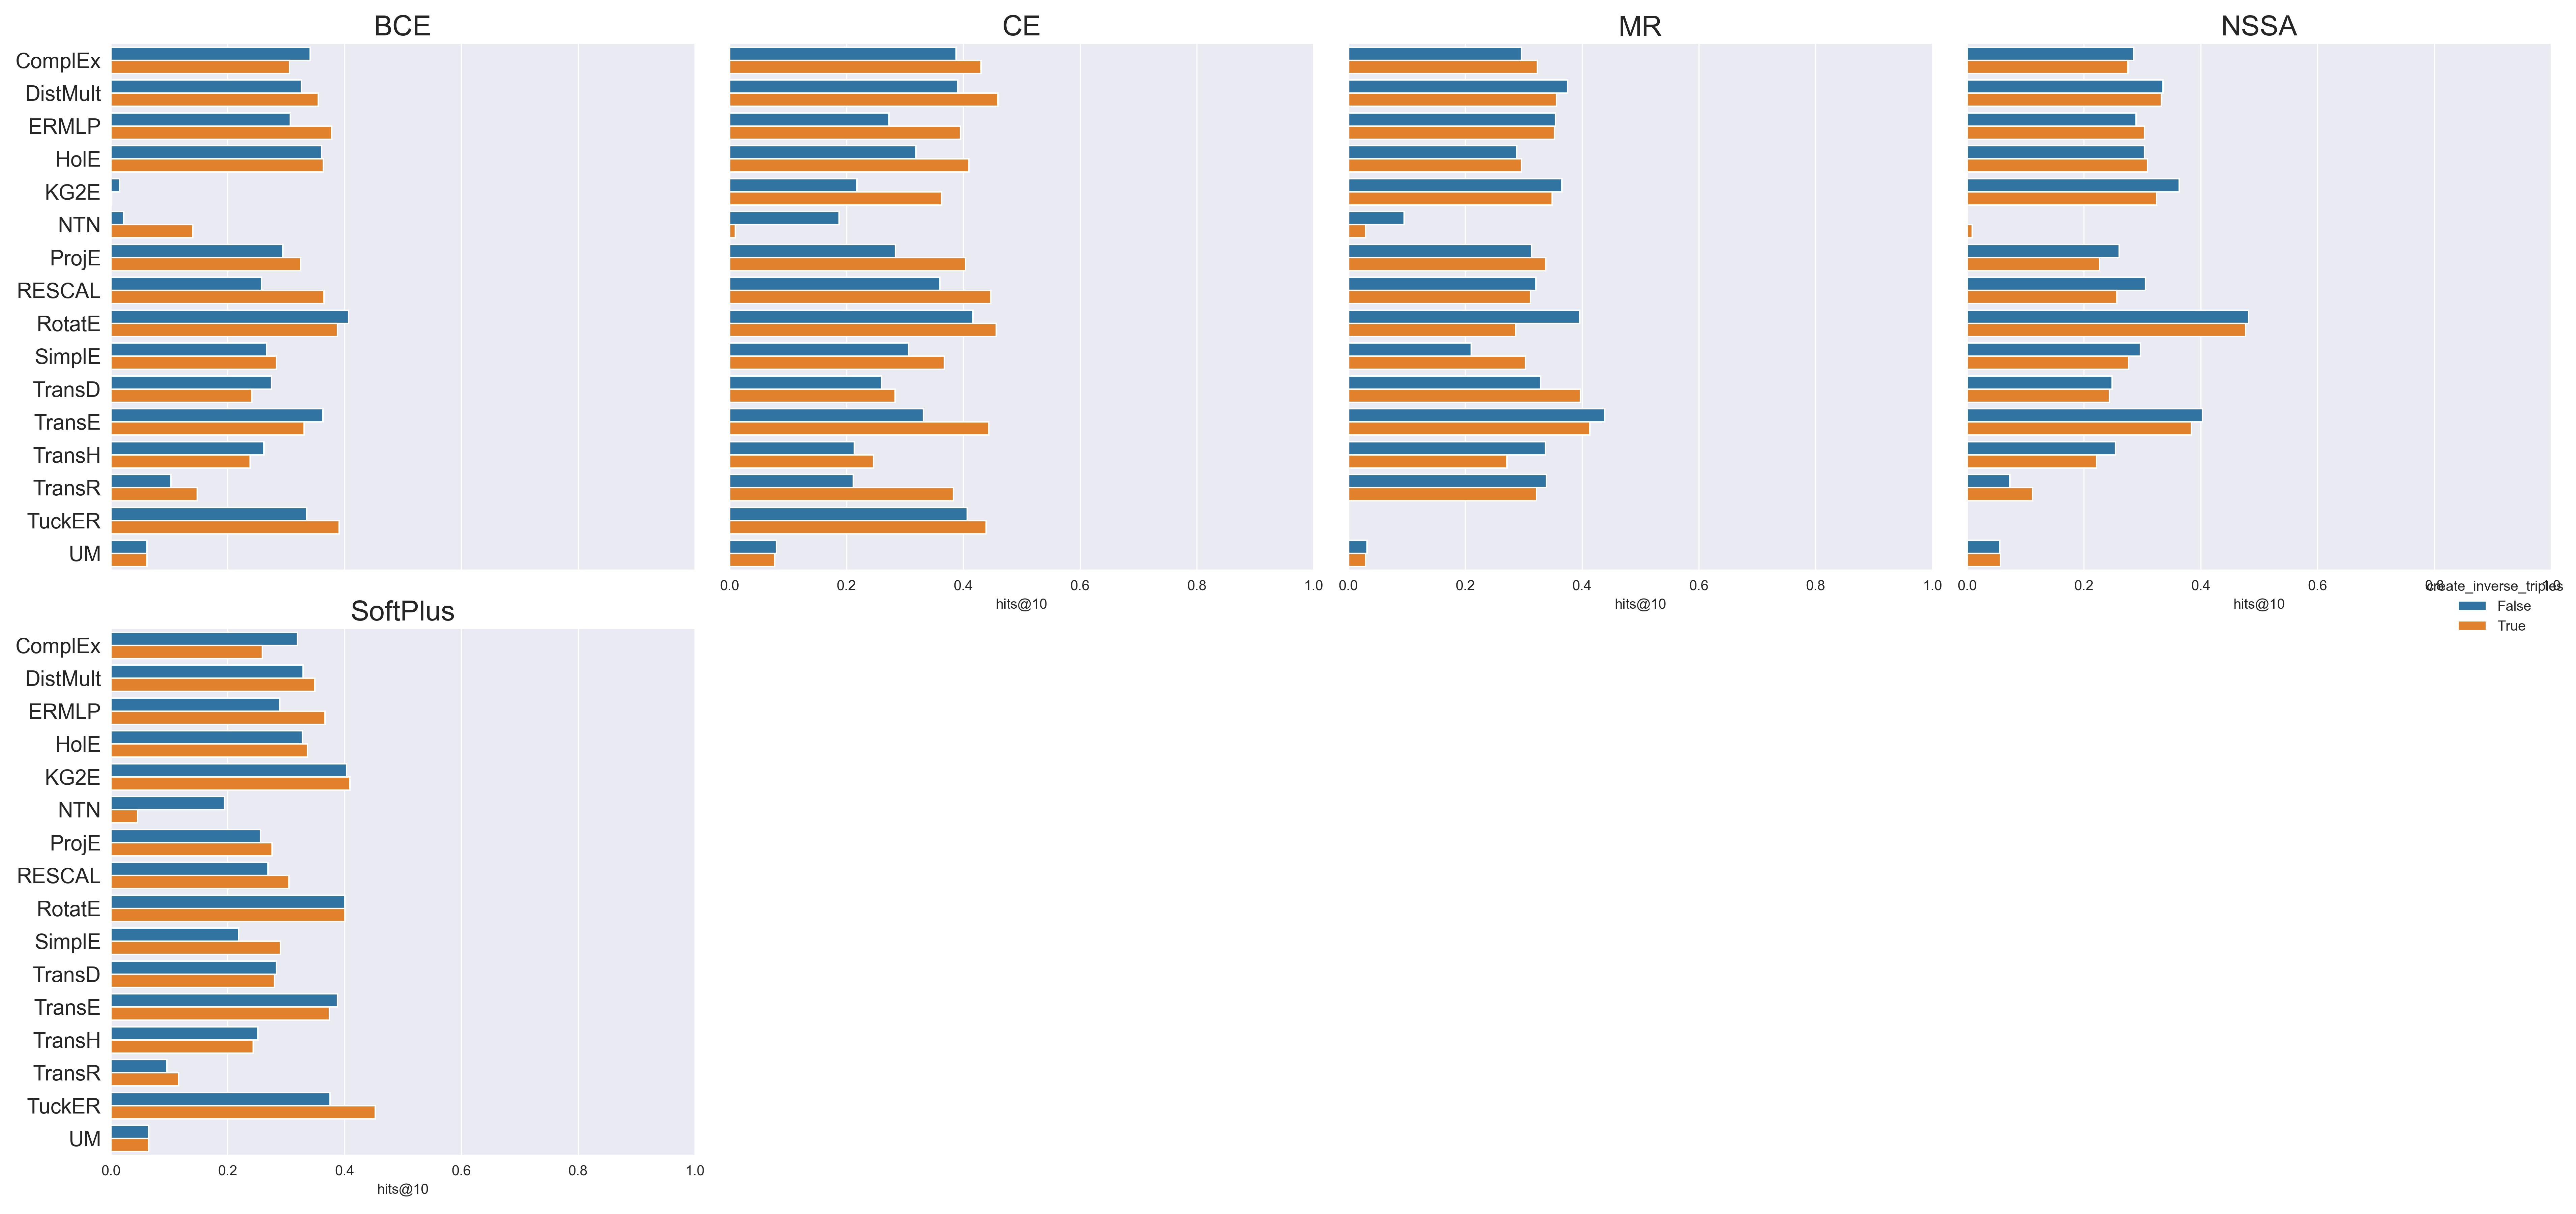 BCE
CE
MR
NSSA
ComplEx
DistMult
ERMLP
HolE
KG2E
NTN
ProjE
RESCAL
RotatE
SimplE
TransD
TransE
TransH
TransR
TuckER
UM
0.0 0.2 0.4 0.6 0.8 1.0
hits@10
0.0 0.2 0.4 0.6 0.8 1.0
hits@10
0.0 0.2 0.4 0.6 0.8 1.0
hits@10
create_inverse_triples
False
True
SoftPlus
ComplEx
DistMult
ERMLP
HolE
KG2E
NTN
ProjE
RESCAL
RotatE
SimplE
TransD
TransE
TransH
TransR
TuckER
UM
0.0 0.2 0.4 0.6 0.8 1.0
hits@10